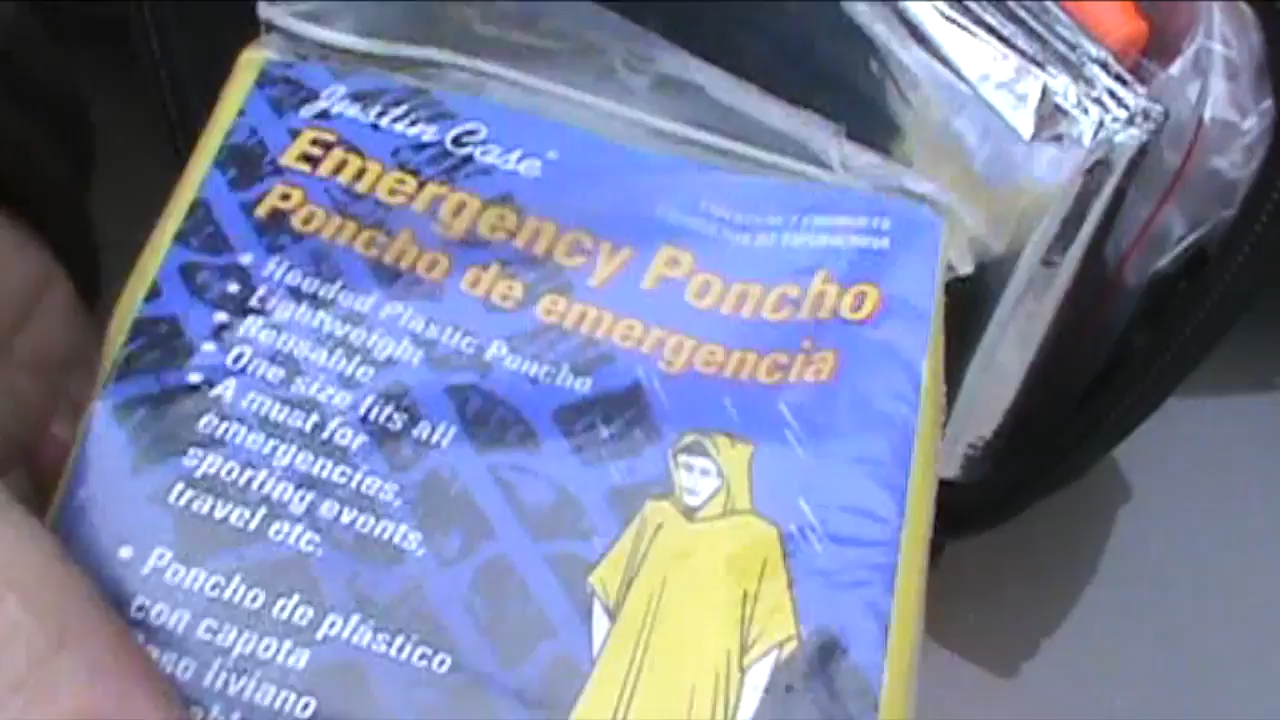 Justin Case®
Emergency Poncho
Poncho de emergencia
• Hooded Plastic Poncho
• Lightweight
• Reusable
• One size fits all
• A must for
emergencies,
sporting events,
travel etc.
• Poncho de plástico
con capota
liviano